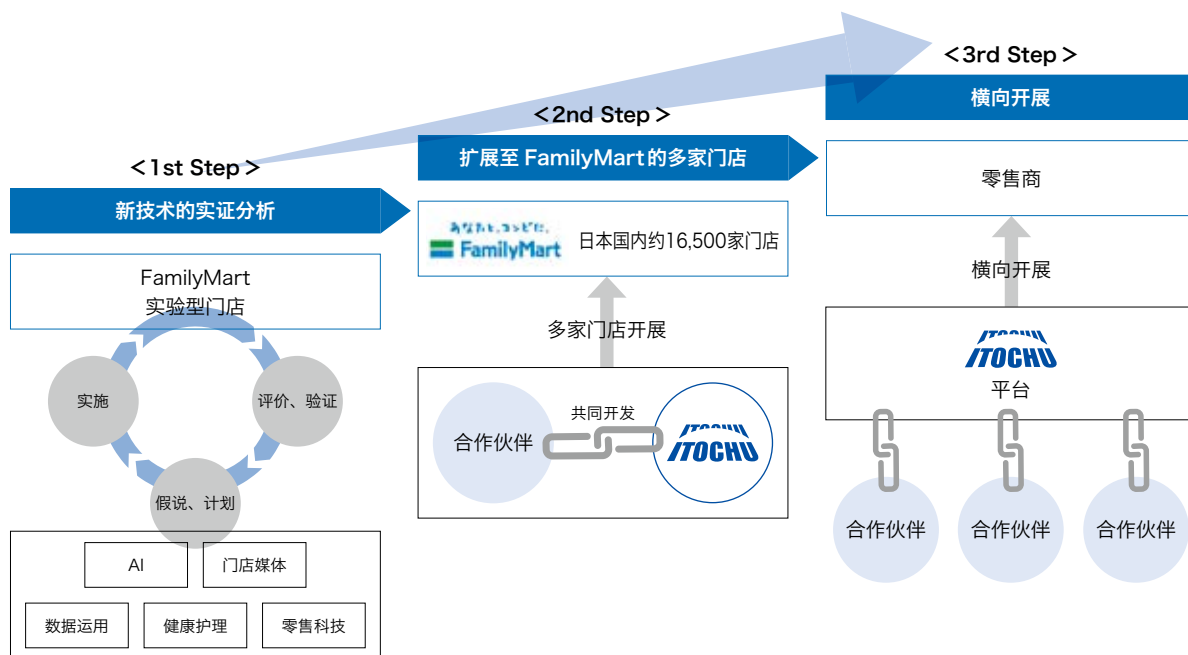 <1st Step>
新技术的实证分析
FamilyMart
实验型门店
实施
评价、验证
假说、计划
AI
门店媒体
数据运用
健康护理
零售科技
<2nd Step>
扩展至 FamilyMart的多家门店
あなたと、コンビに、
FamilyMart
日本国内约16,500家门店
多家门店开展
合作伙伴
共同开发
ITOCHU
ITOCHU
<3rd Step>
横向开展
零售商
横向开展
ITOCHU
ITOCHU
平台
合作伙伴
合作伙伴
合作伙伴